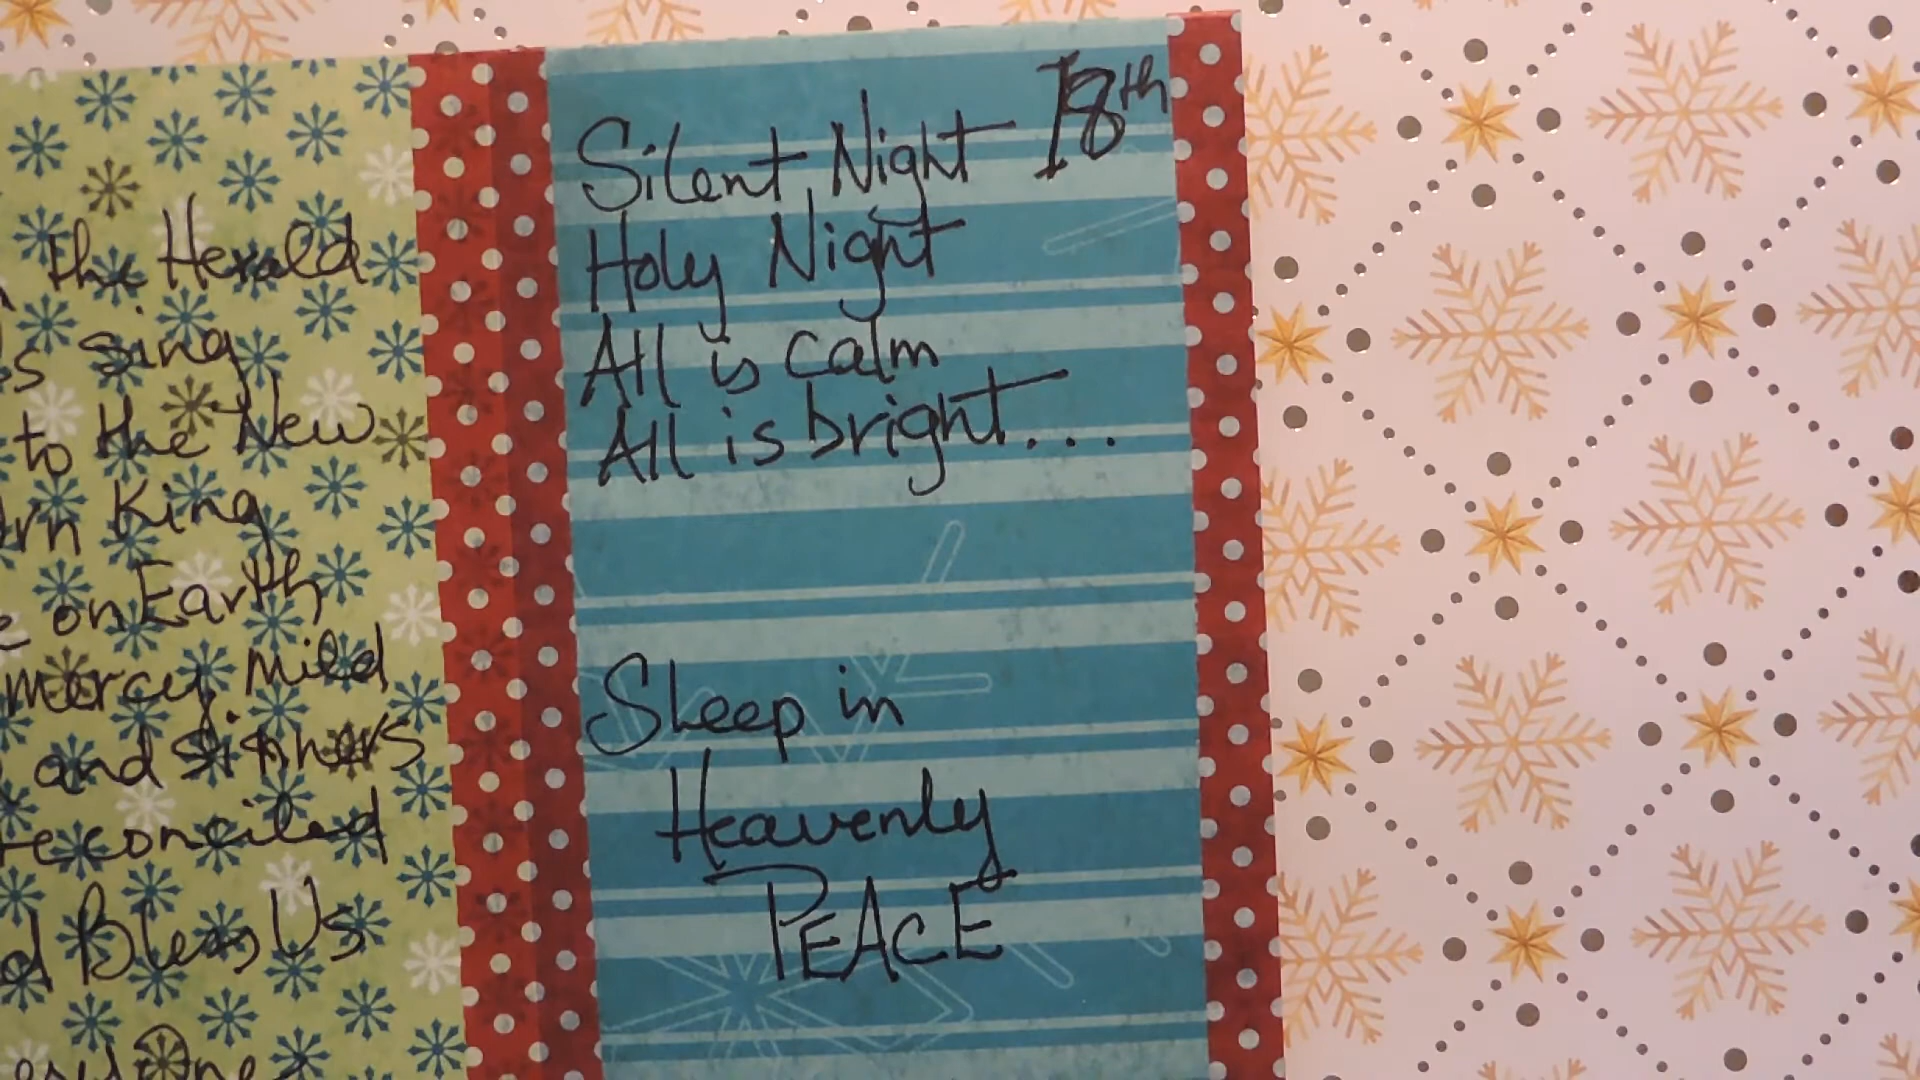 the Herald
sing
to the New
King
on Earth
mercy mild
and sinners
reconciled
Bless Us
Silent Night 18th
Holy Night
All is calm
All is bright...
Sleep in
Heavenly
PEACE